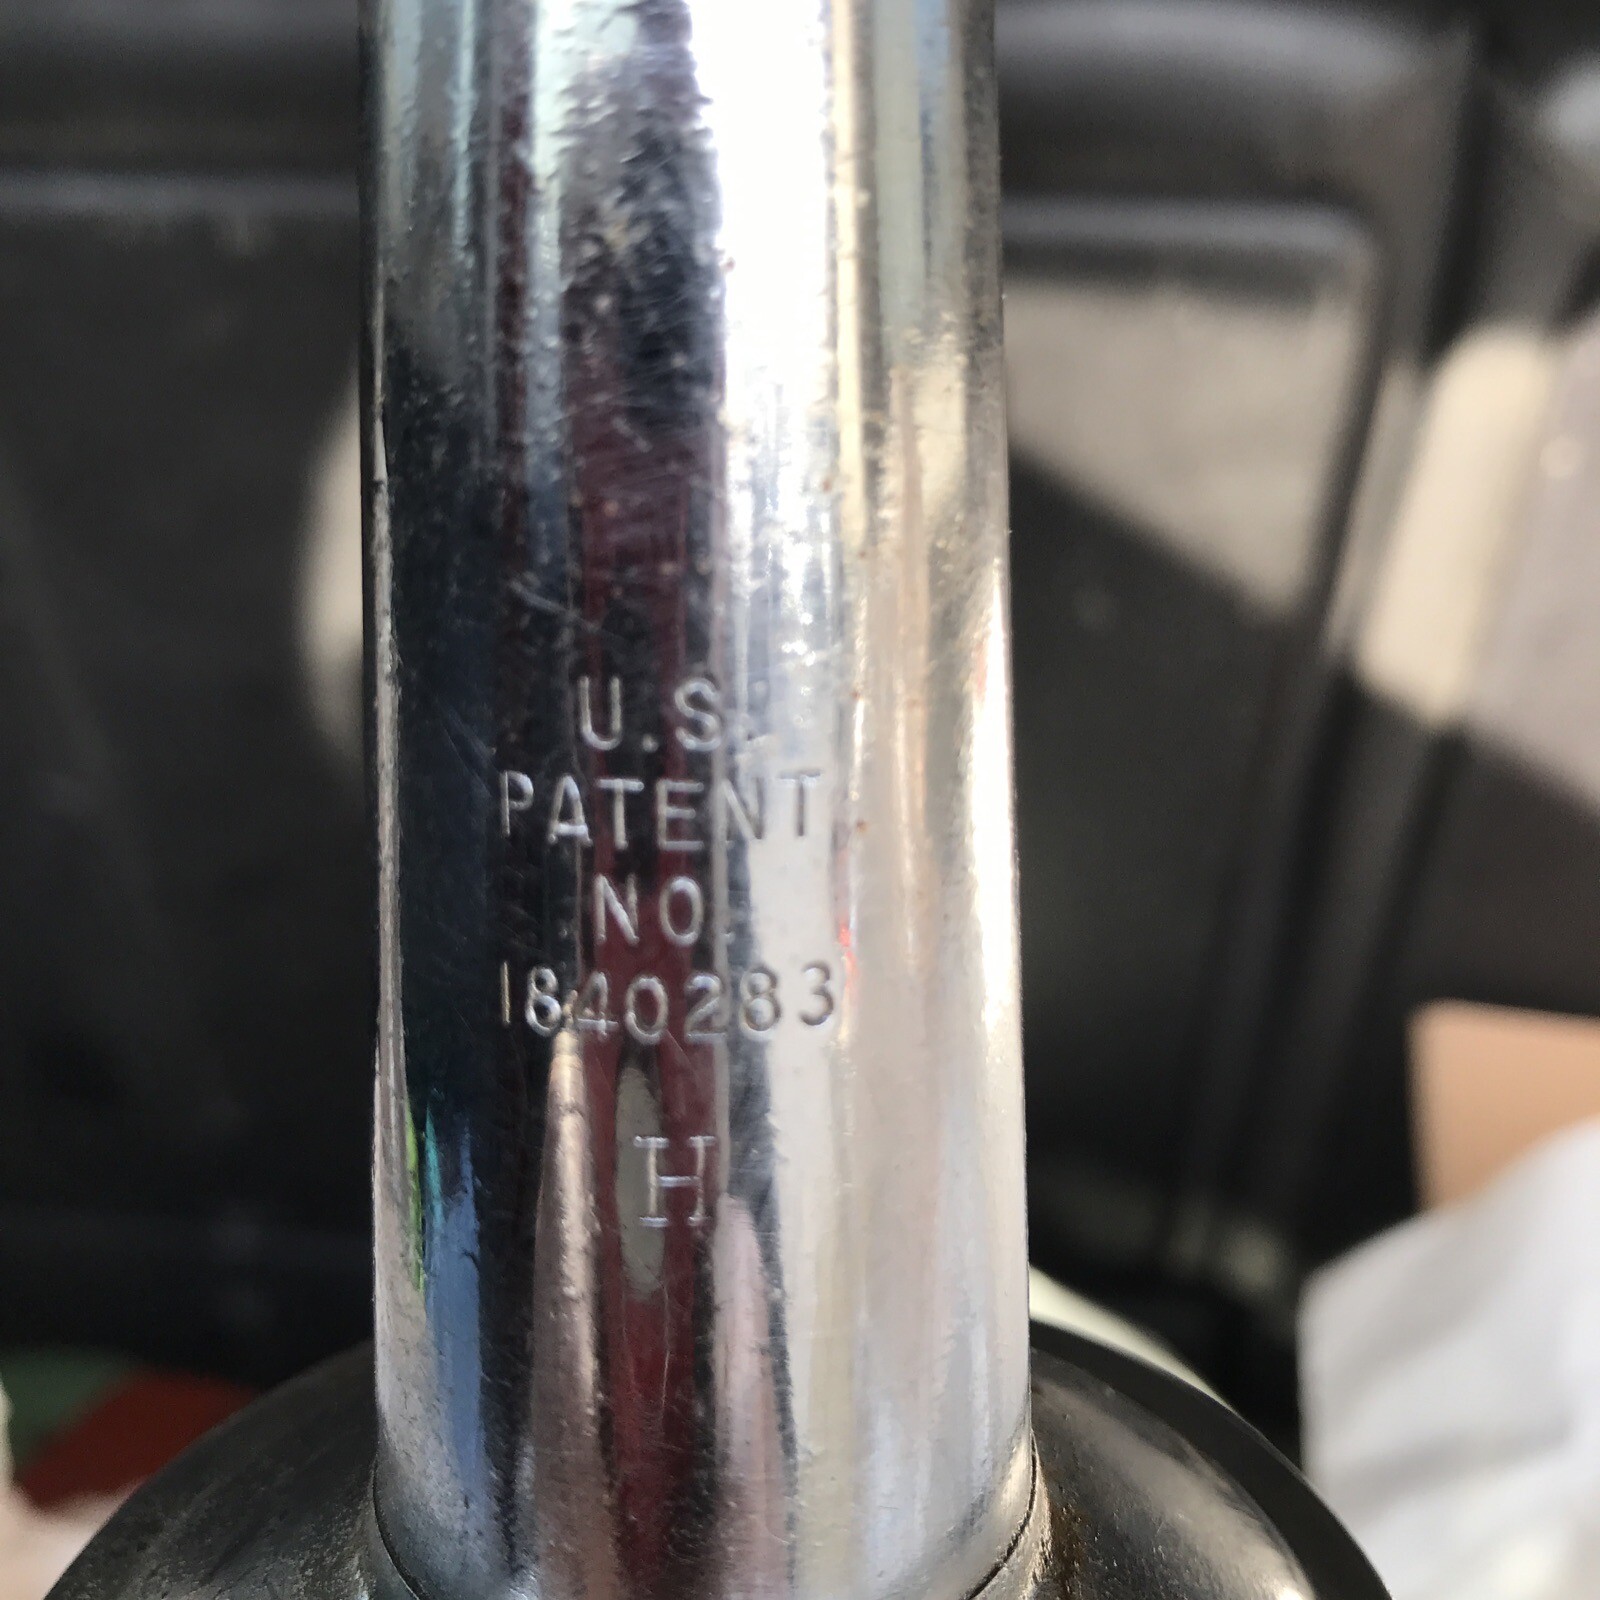 U.S.
PATENT
NO.
1840283
H